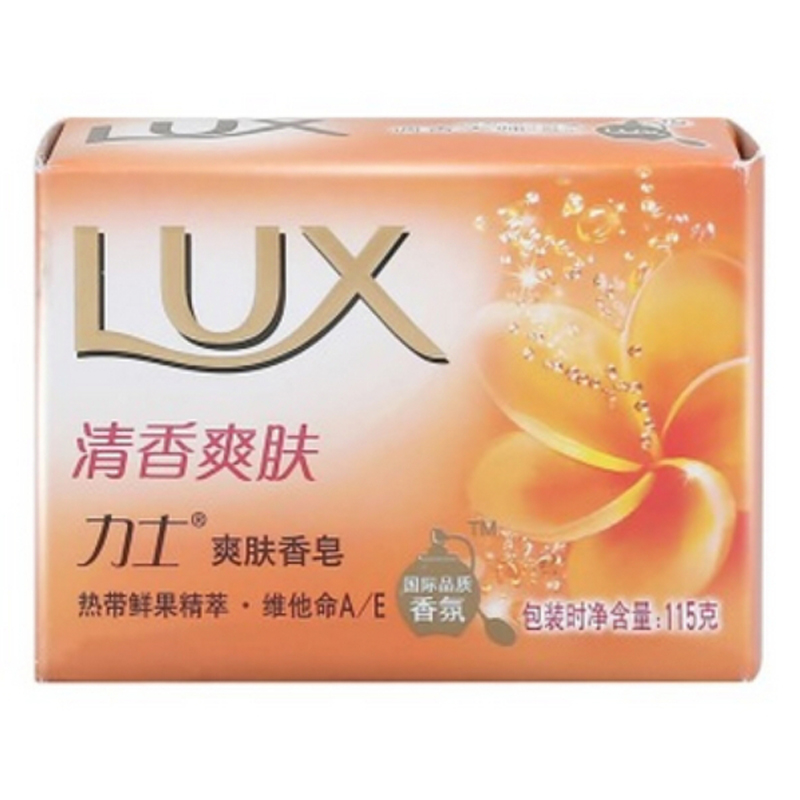 LUX
LUX
清香爽肤
力士® 爽肤香皂
热带鲜果精萃·维他命A/E
国际品质
香氛
TM
包装时净含量:115克